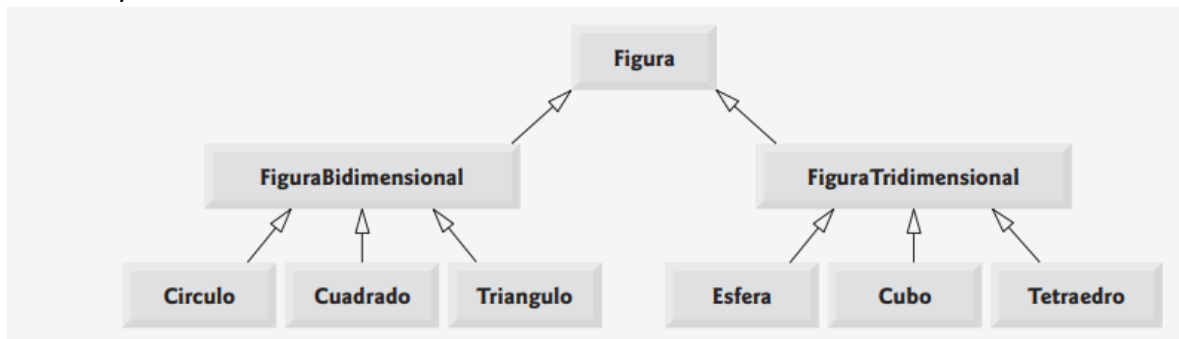 Figura
FiguraBidimensional FiguraTridimensional
Circulo Cuadrado Triangulo Esfera Cubo Tetraedro